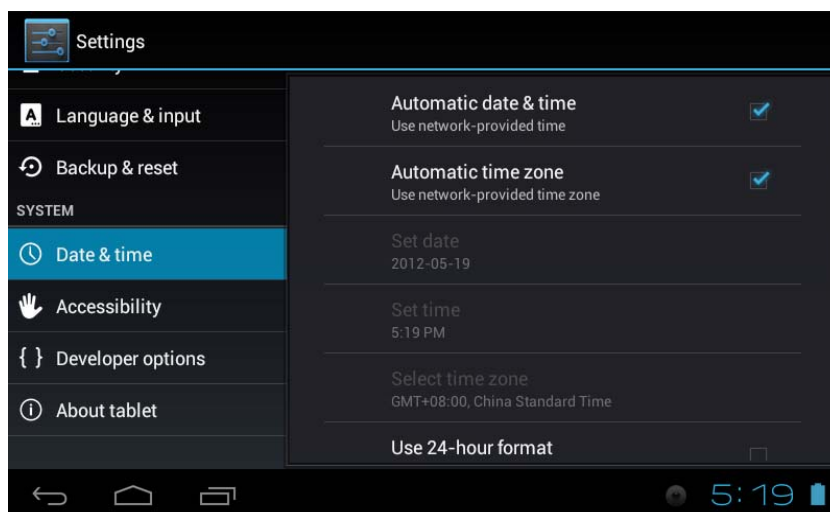 Settings
Language & input
Backup & reset
SYSTEM
Date & time
Accessibility
{ } Developer options
About tablet
Automatic date & time
Use network-provided time
Automatic time zone
Use network-provided time zone
Set date
2012-05-19
Set time
5:19 PM
Select time zone
GMT+08:00, China Standard Time
Use 24-hour format
5:19